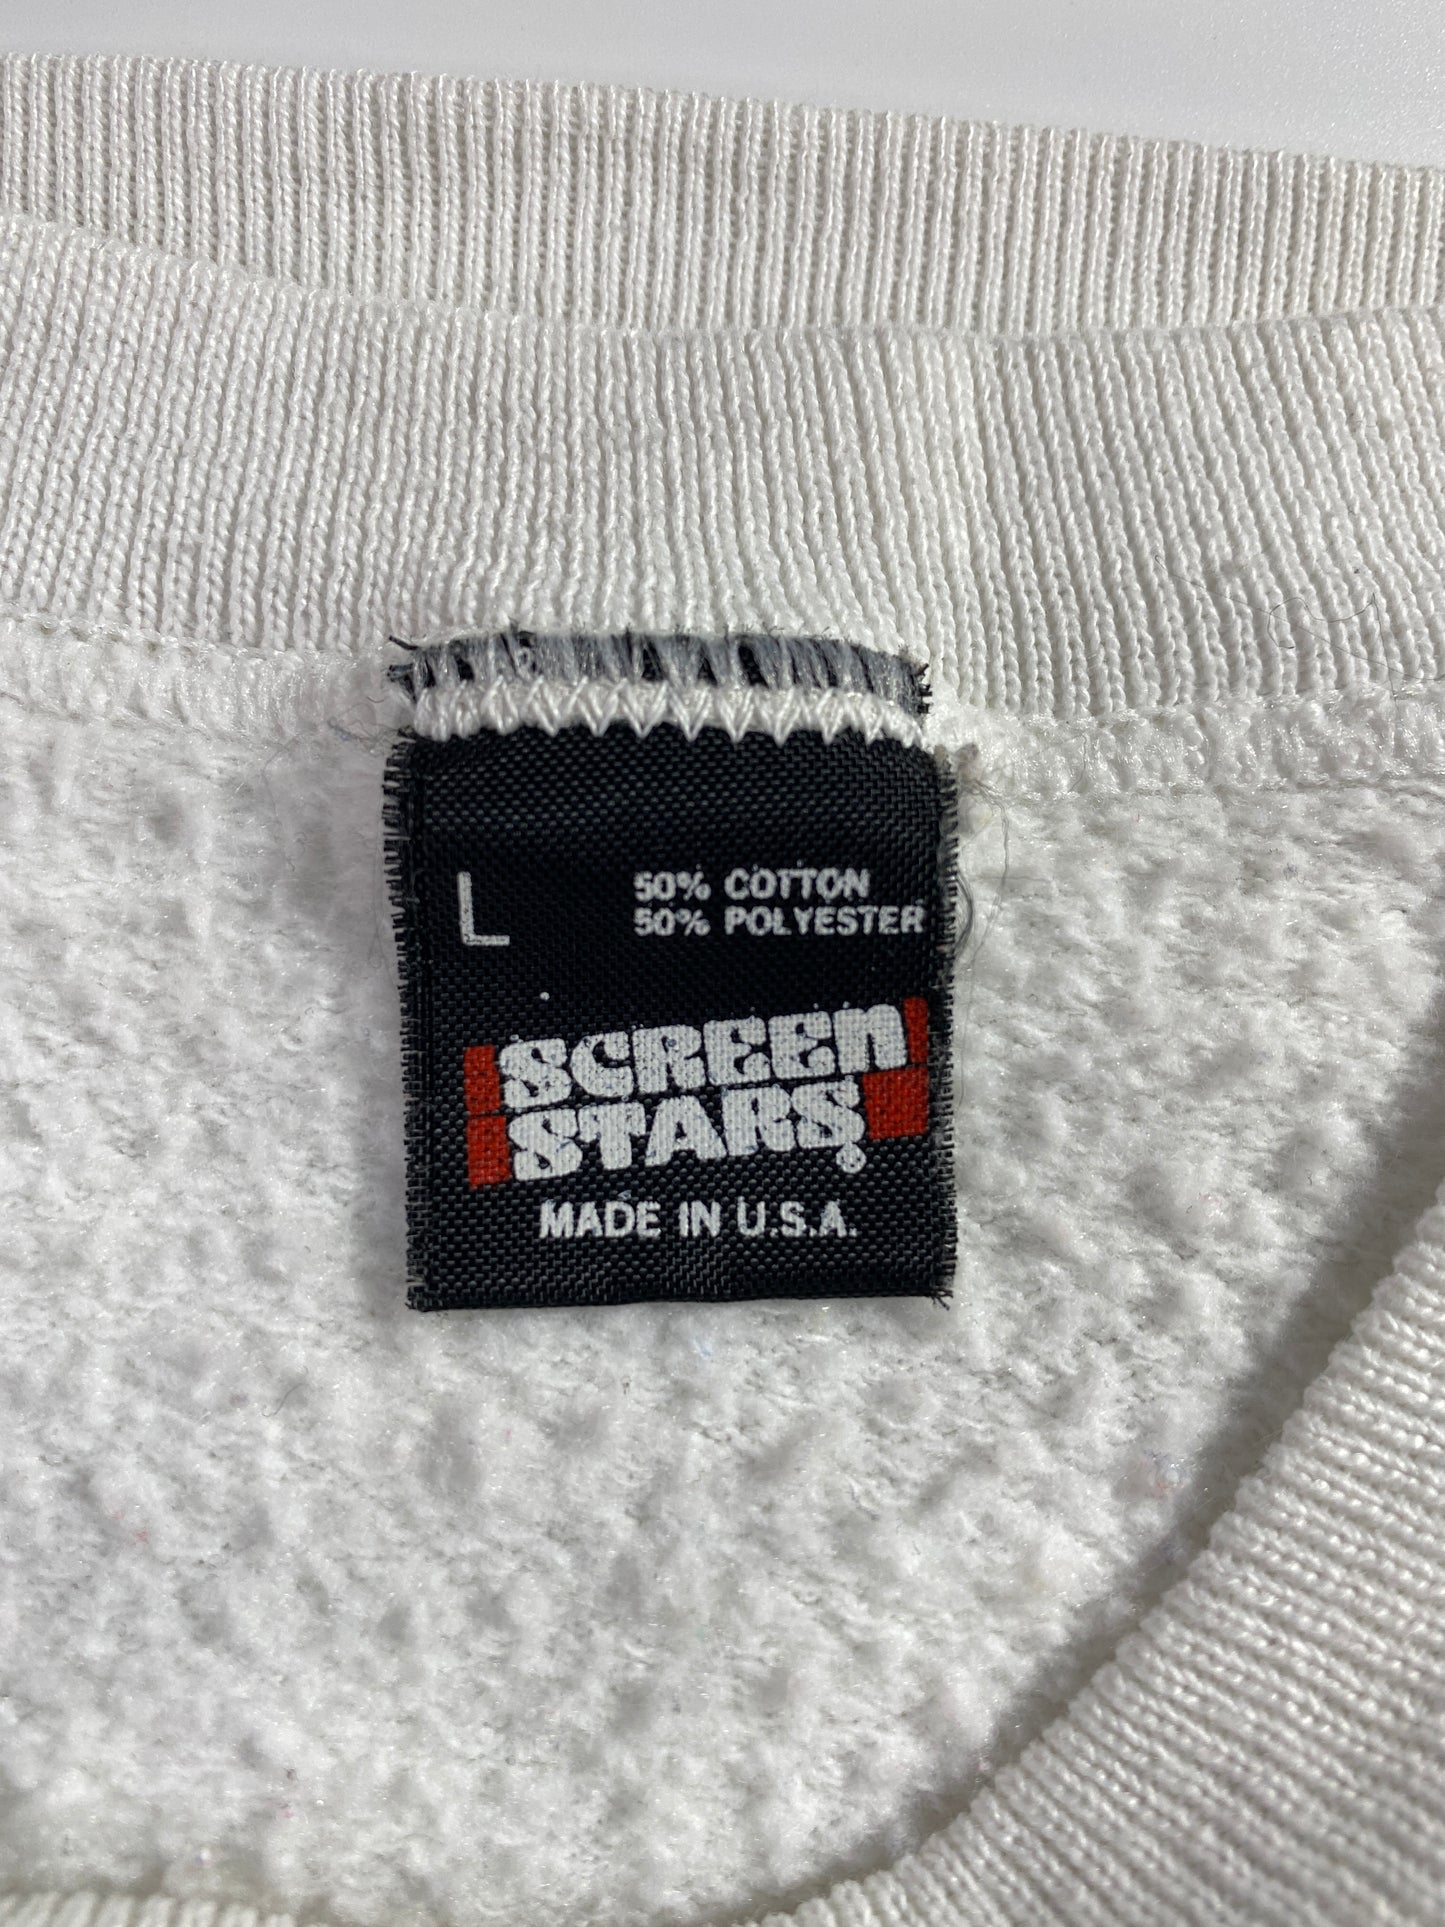 L
50% COTTON
50% POLYESTER
SCREEN
STARS®
MADE IN U.S.A.